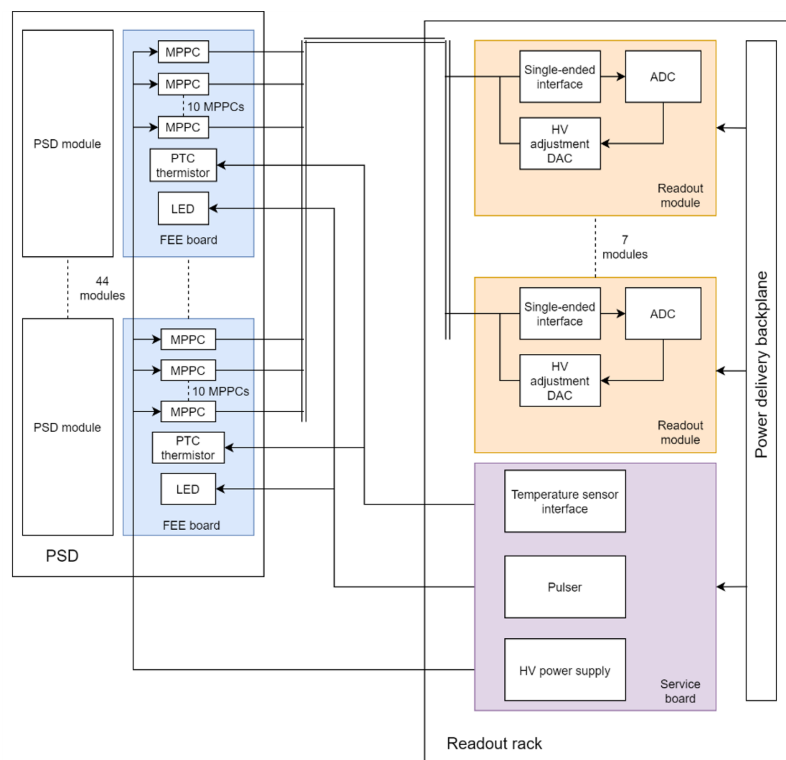 PSD module
MPPC
MPPC
10 MPPCs
MPPC
PTC
thermistor
LED
FEE board
44
modules
PSD module
MPPC
MPPC
10 MPPCs
MPPC
PTC
thermistor
LED
FEE board
PSD
Single-ended
interface
ADC
HV
adjustment
DAC
Readout
module
7
modules
Single-ended
interface
ADC
HV
adjustment
DAC
Readout
module
Temperature sensor
interface
Pulser
HV power supply
Service
board
Power delivery backplane
Readout rack